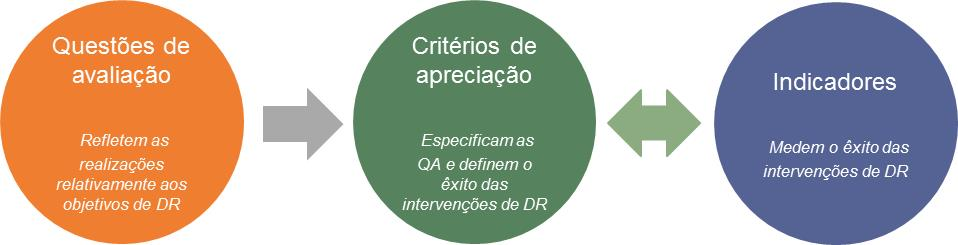 Questões de
avaliação
Refletem as
realizações
relativamente aos
objetivos de DR
Critérios de
apreciação
Especificam as
QA e definem o
êxito das
intervenções de DR
Indicadores
Medem o êxito das
intervenções de DR